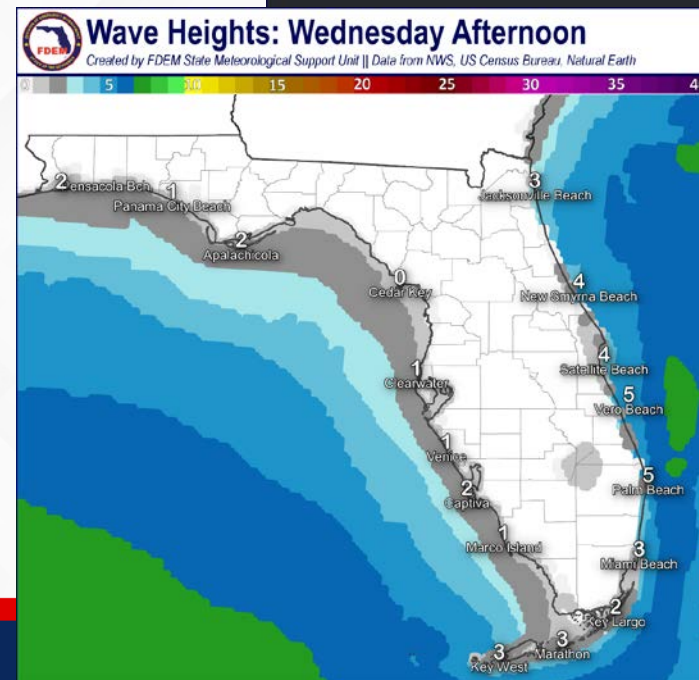 FDEM
Wave Heights: Wednesday Afternoon
Created by FDEM State Meteorological Support Unit || Data from NWS, US Census Bureau, Natural Earth
0 5 10 15 20 25 30 35
2
Pensacola Bch
1
Panama City Beach
2
Apalachicola
0
Cedar Key
1
Clearwater
1
Venice
2
Captiva
1
Marco Island
3
Jacksonville Beach
4
New Smyrna Beach
4
Satellite Beach
5
Vero Beach
5
Palm Beach
3
Miami Beach
2
Key Largo
3
Marathon
3
Key West